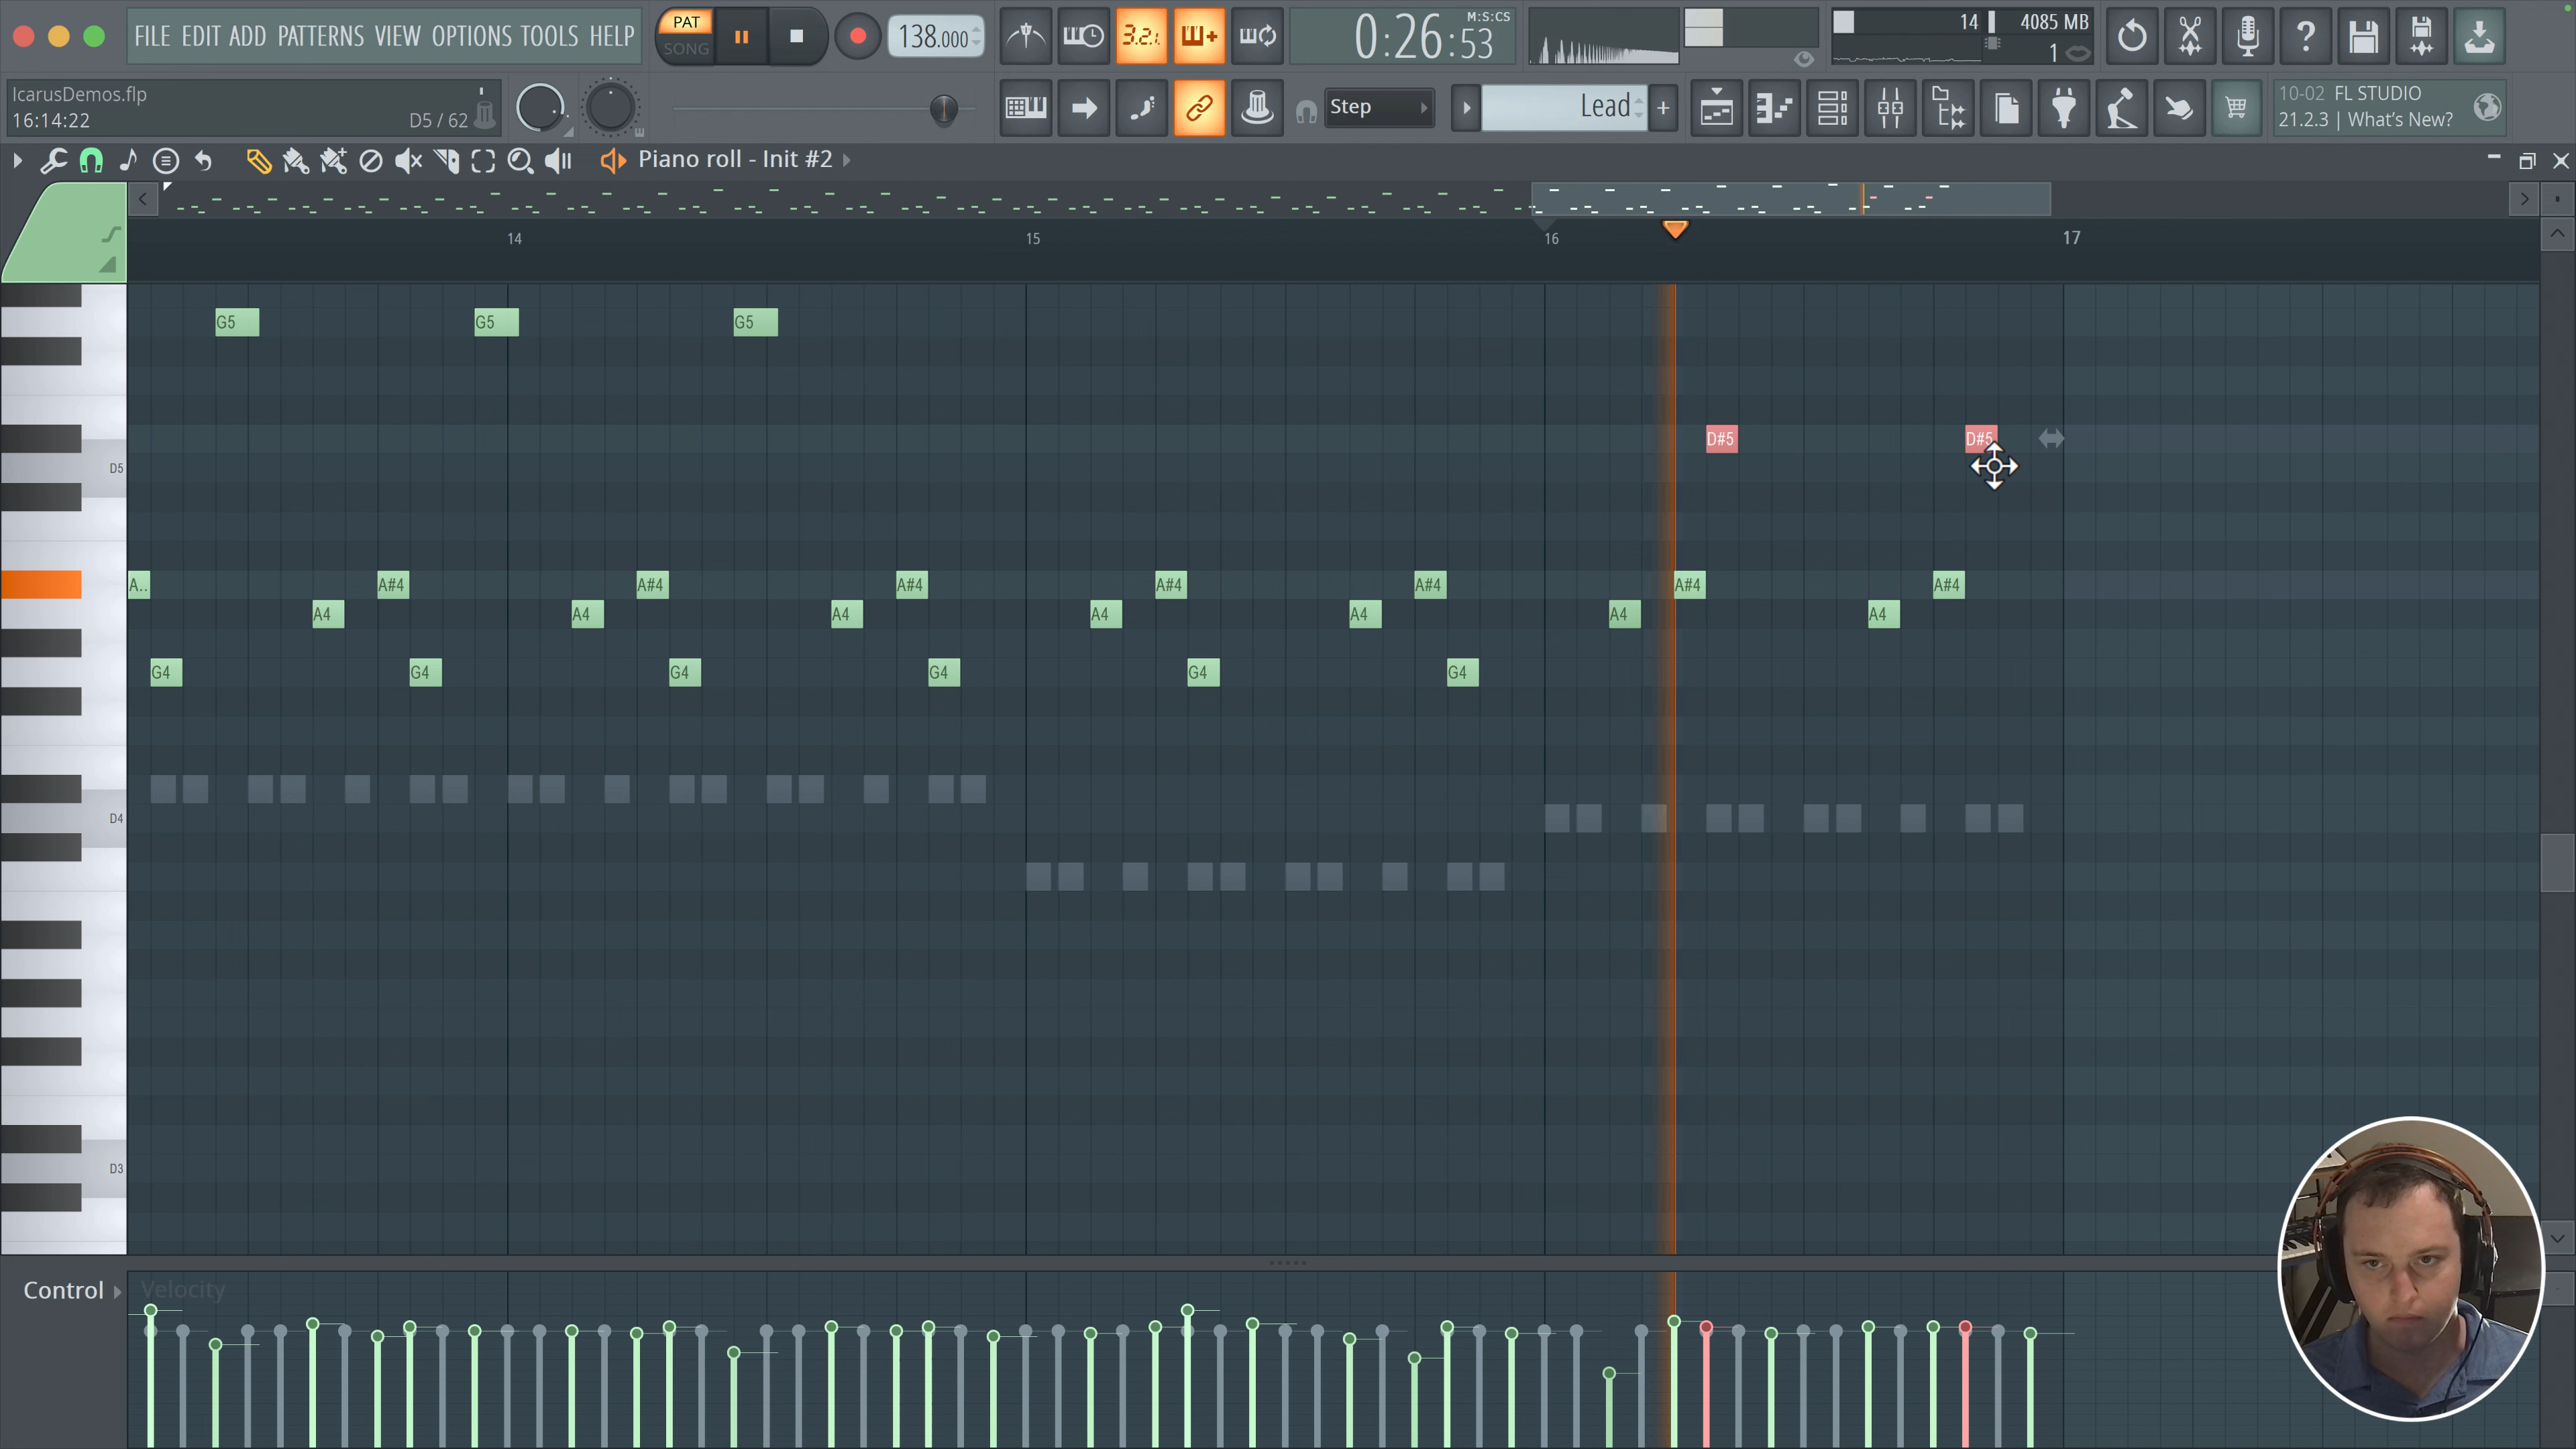 FILE EDIT ADD PATTERNS VIEW OPTIONS TOOLS HELP
PAT
SONG
138.000
3.2.1
0:26:53
M:S:CS
14
4085 MB
1
IcarusDemos.flp
16:14:22
D5 / 62
Step
Lead
10-02 FL STUDIO
21.2.3 | What's New?
Piano roll - Init #2
14
15
16
17
G5
G5
G5
D#5
D#5
D5
A..
A#4
A#4
A#4
A#4
A#4
A#4
A#4
A4
A4
A4
A4
A4
A4
A4
G4
G4
G4
G4
G4
G4
D4
D3
Control
Velocity